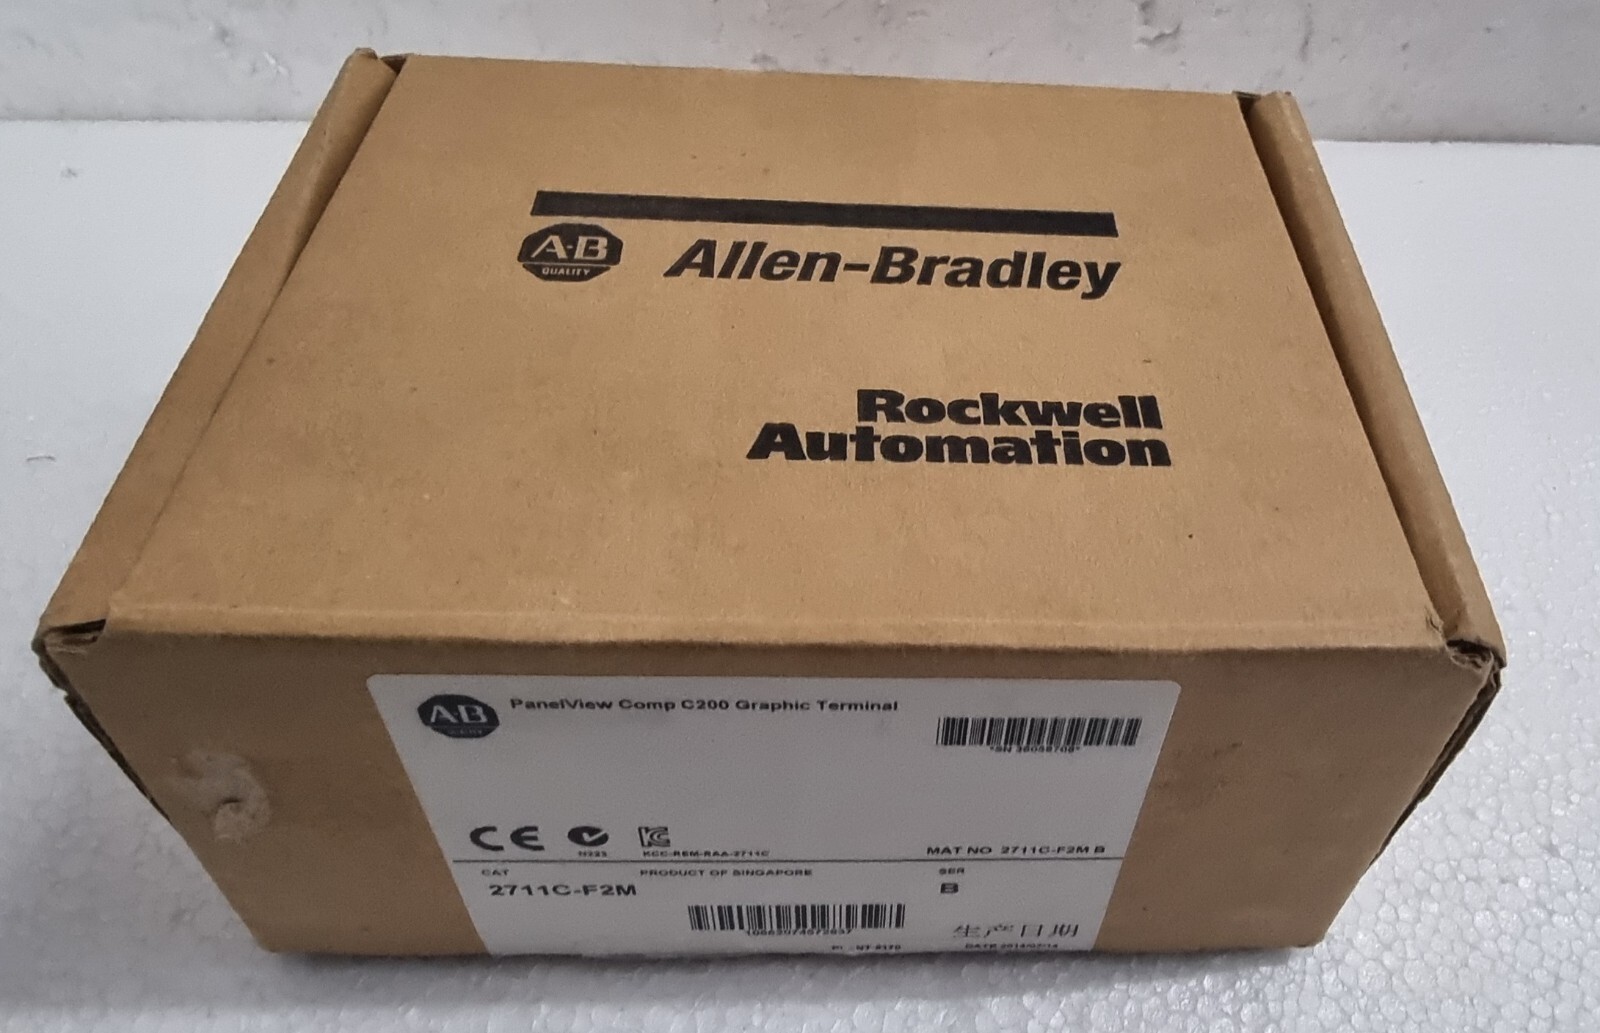 A·B
QUALITY
Allen-Bradley
Rockwell
Automation
A·B
PanelView Comp C200 Graphic Terminal
CE
N223
KCC-REM-RAA-2711C
MAT NO 2711C-F2M B
CAT
PRODUCT OF SINGAPORE
SER
2711C-F2M
B
生产日期